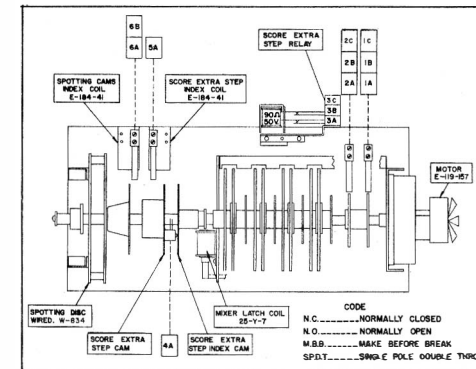 6B
6A
5A
SPOTTING CAMS
INDEX COIL
E-184-41
SCORE EXTRA STEP
INDEX COIL
E-184-41
SCORE EXTRA
STEP RELAY
90Ω
50V.
3C
3B
3A
2C
2B
2A
1C
1B
1A
MOTOR
E-119-157
SPOTTING DISC
WIRED. W-834
SCORE EXTRA
STEP CAM
4A
SCORE EXTRA
STEP INDEX CAM
MIXER LATCH COIL
25-Y-7
CODE
N.C.________NORMALLY CLOSED
N.O.________NORMALLY OPEN
M.B.B.______MAKE BEFORE BREAK
S.P.D.T.______SINGLE POLE DOUBLE THRO